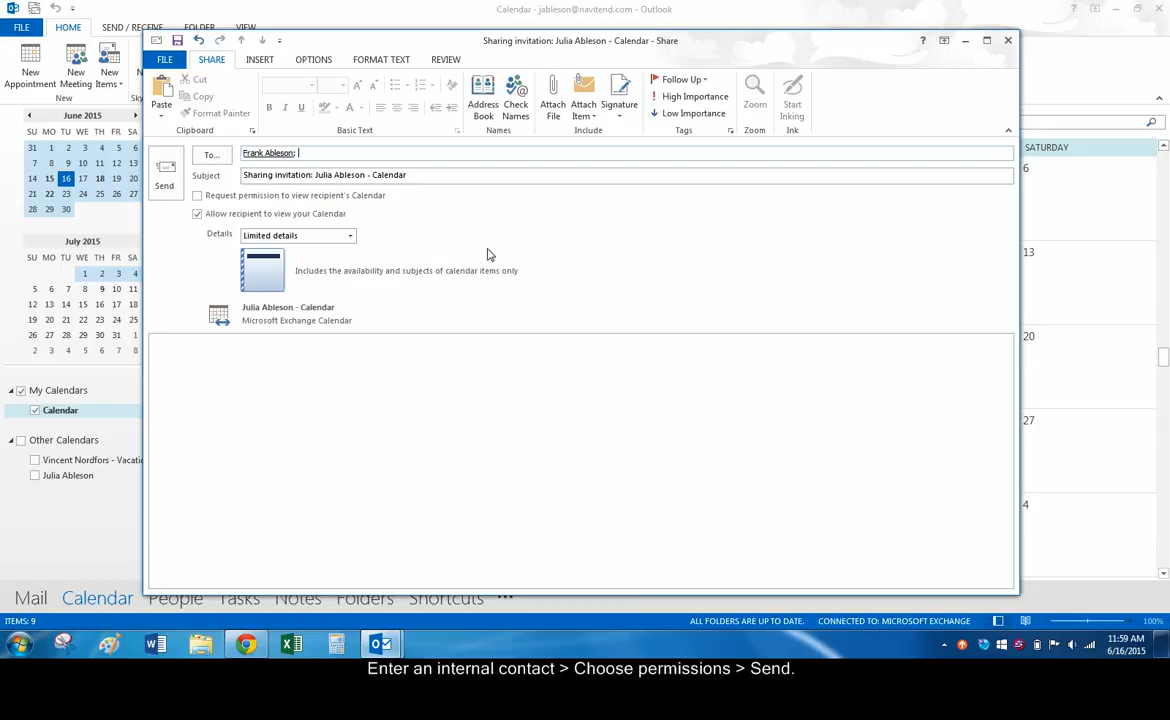 Calendar - jableson@navitend.com - Outlook
FILE HOME SEND / RECEIVE FOLDER VIEW
Sharing invitation: Julia Ableson - Calendar - Share
FILE SHARE INSERT OPTIONS FORMAT TEXT REVIEW
New Appointment
New Meeting
New Items
New
Paste
Cut
Copy
Format Painter
Clipboard
B I U
A
Basic Text
Address Book
Check Names
Names
Attach File
Attach Item
Signature
Include
Follow Up
High Importance
Low Importance
Tags
Zoom
Zoom
Start Inking
Ink
Send
To...
Frank Ableson;
Subject
Sharing invitation: Julia Ableson - Calendar
Request permission to view recipient's Calendar
Allow recipient to view your Calendar
Details
Limited details
Includes the availability and subjects of calendar items only
Julia Ableson - Calendar
Microsoft Exchange Calendar
June 2015
SU MO TU WE TH FR SA
31 1 2 3 4 5 6
7 8 9 10 11 12 13
14 15 16 17 18 19 20
21 22 23 24 25 26 27
28 29 30
July 2015
SU MO TU WE TH FR SA
1 2 3 4
5 6 7 8 9 10 11
12 13 14 15 16 17 18
19 20 21 22 23 24 25
26 27 28 29 30 31 1
2 3 4 5 6 7 8
My Calendars
Calendar
Other Calendars
Vincent Nordfors - Vacati
Julia Ableson
SATURDAY
6
13
20
27
4
Mail Calendar People Tasks Notes Folders Shortcuts ...
ITEMS: 9
ALL FOLDERS ARE UP TO DATE.
CONNECTED TO: MICROSOFT EXCHANGE
100%
11:59 AM
6/16/2015
Enter an internal contact > Choose permissions > Send.